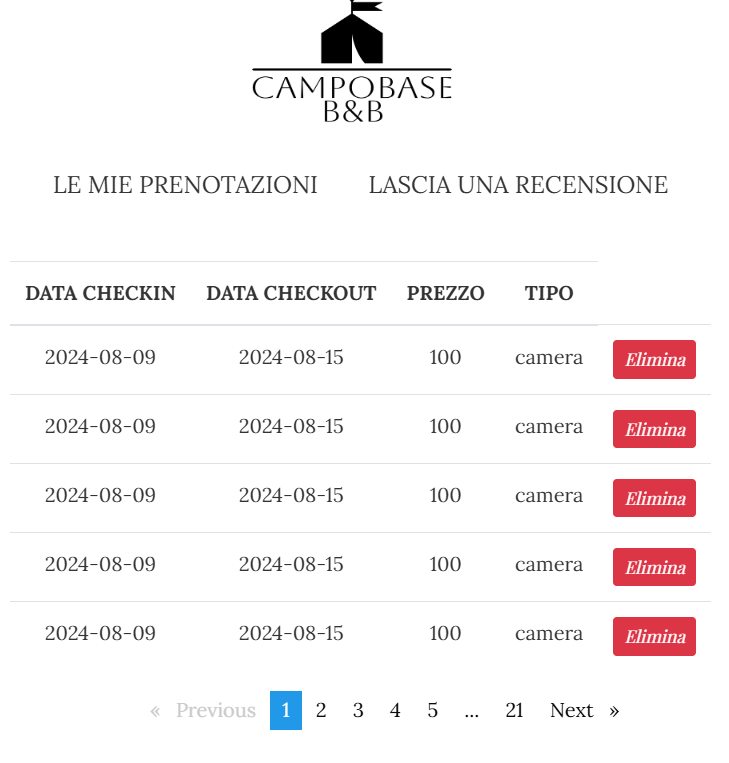 CAMPOBASE
B&B
LE MIE PRENOTAZIONI LASCIA UNA RECENSIONE
DATA CHECKIN DATA CHECKOUT PREZZO TIPO
2024-08-09 2024-08-15 100 camera Elimina
2024-08-09 2024-08-15 100 camera Elimina
2024-08-09 2024-08-15 100 camera Elimina
2024-08-09 2024-08-15 100 camera Elimina
2024-08-09 2024-08-15 100 camera Elimina
« Previous 1 2 3 4 5 ... 21 Next »